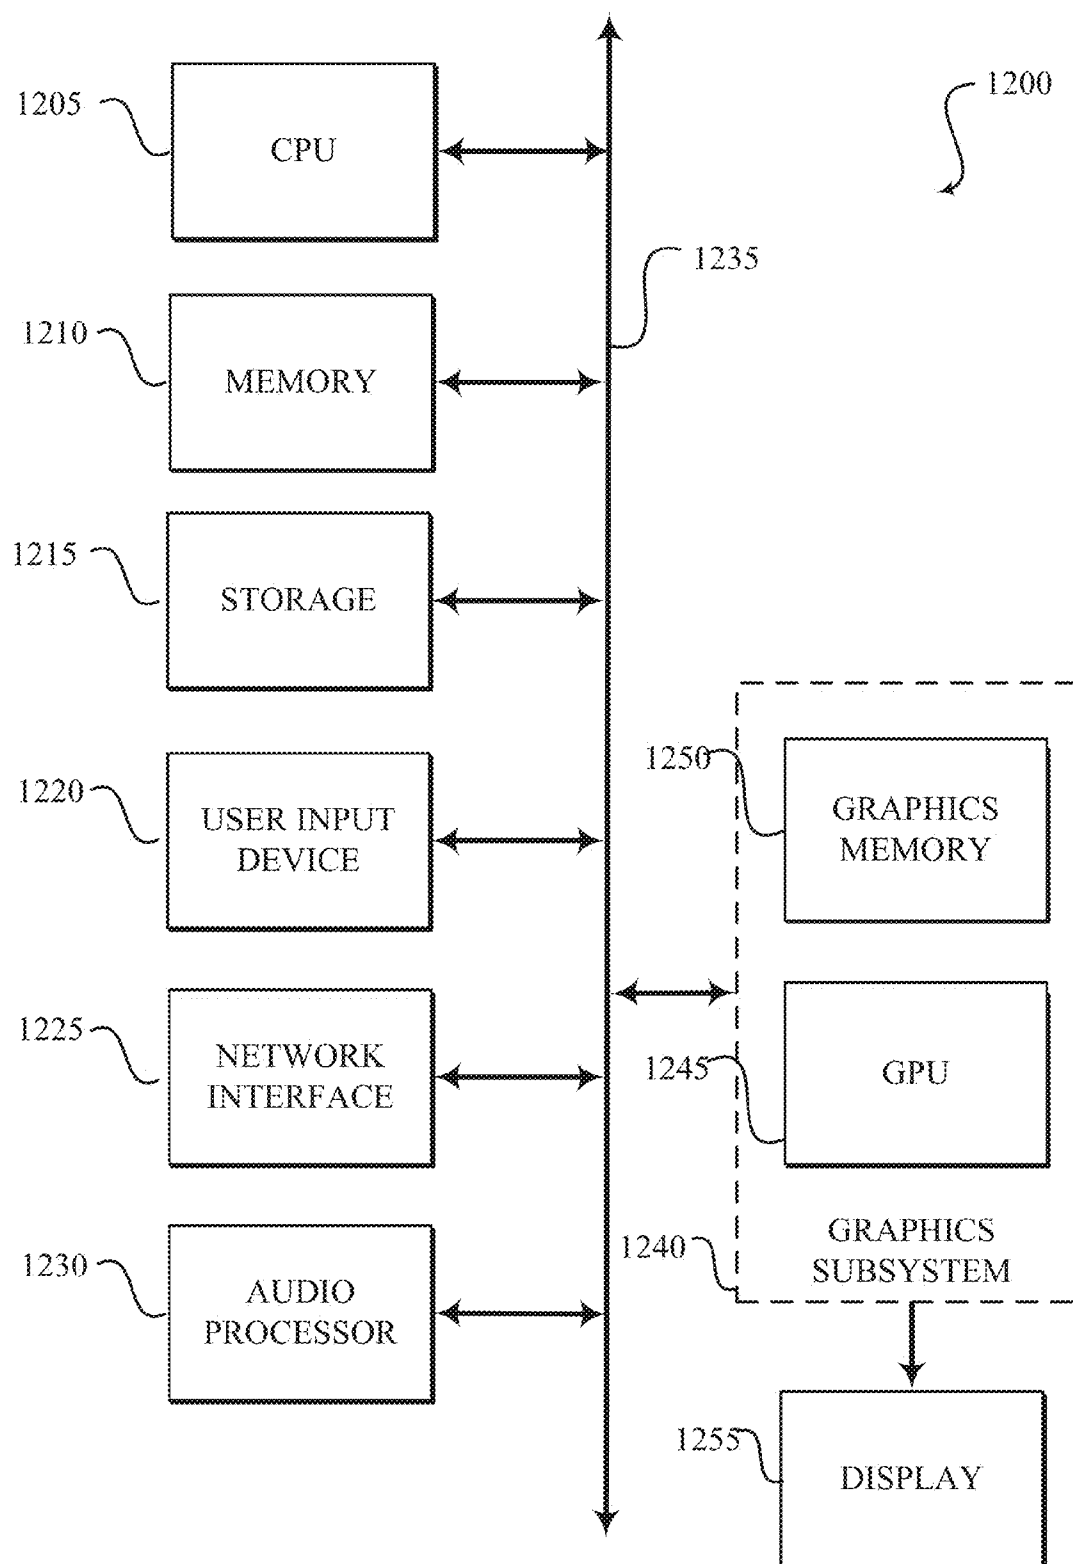 1200
1205
CPU
1235
1210
MEMORY
1215
STORAGE
1220
USER INPUT
DEVICE
1250
GRAPHICS
MEMORY
1225
NETWORK
INTERFACE
1245
GPU
1240
GRAPHICS
SUBSYSTEM
1230
AUDIO
PROCESSOR
1255
DISPLAY